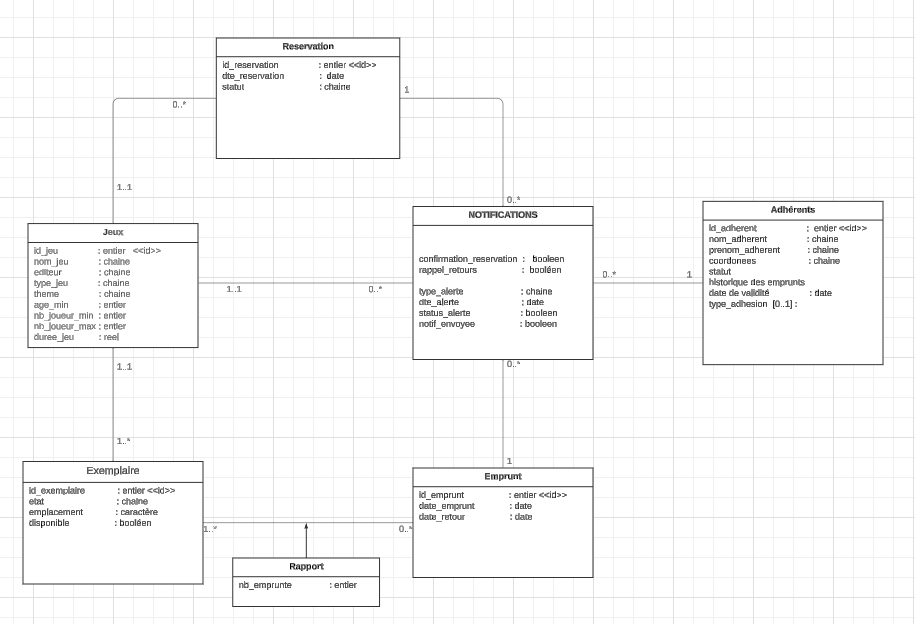 Reservation
id_reservation : entier <<id>>
dte_reservation : date
statut : chaine
0..*
1
1..1
0..*
Jeux
id_jeu : entier <<id>>
nom_jeu : chaine
editeur : chaine
type_jeu : chaine
theme : chaine
age_min : entier
nb_joueur_min : entier
nb_joueur_max : entier
duree_jeu : reel
1..1
0..*
NOTIFICATIONS
confirmation_reservation : booleen
rappel_retours : booléen
type_alerte : chaine
dte_alerte : date
status_alerte : booleen
notif_envoyee : booleen
0..*
1
Adhérents
id_adherent : entier <<id>>
nom_adherent : chaine
prenom_adherent : chaine
coordonees : chaine
statut
historique des emprunts
date de validité : date
type_adhesion [0..1] :
1..1
1..*
0..*
1
Exemplaire
id_exemplaire : entier <<id>>
etat : chaine
emplacement : caractère
disponible : booléen
1..*
0..*
Emprunt
id_emprunt : entier <<id>>
date_emprunt : date
date_retour : date
Rapport
nb_emprunte : entier